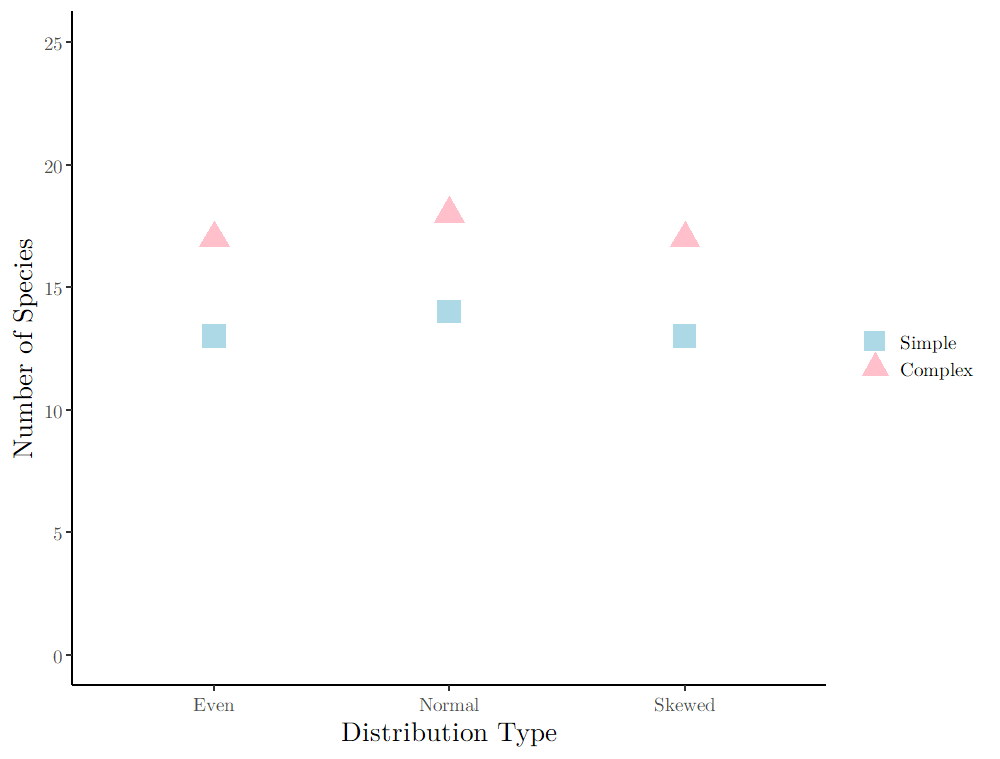 25
20
15
10
5
0
Number of Species
Even Normal Skewed
Distribution Type
Simple
Complex